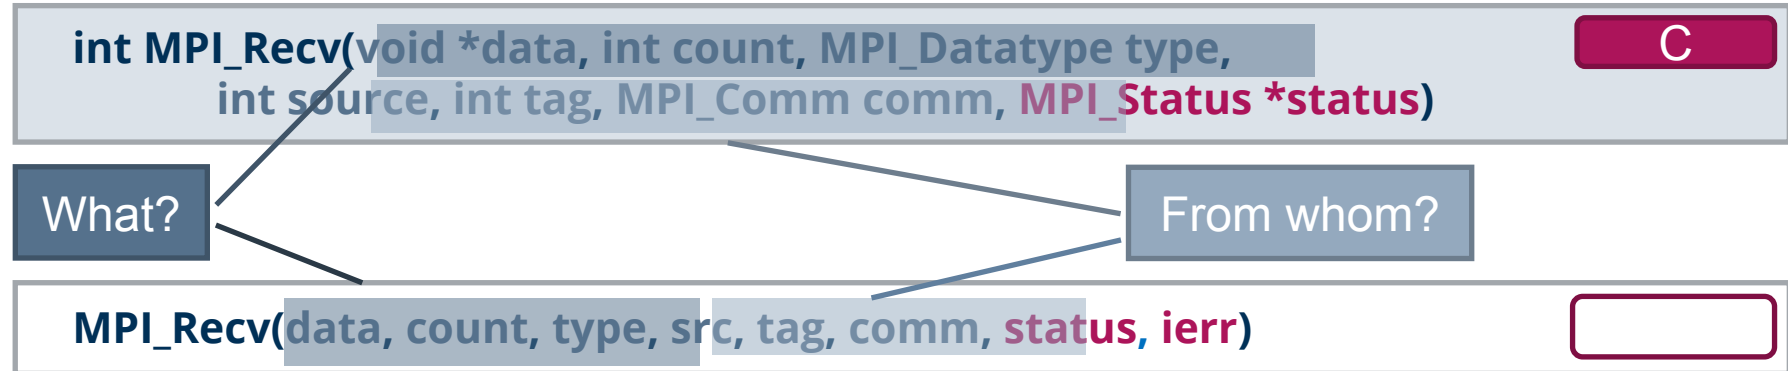 int MPI_Recv(void *data, int count, MPI_Datatype type,
C
int source, int tag, MPI_Comm comm, MPI_Status *status)
What?
From whom?
MPI_Recv(data, count, type, src, tag, comm, status, ierr)